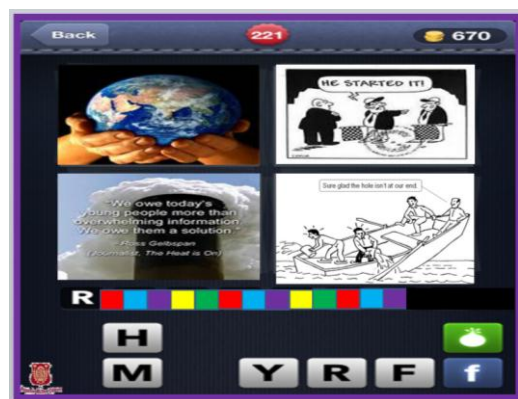 Back
221
670
HE STARTED IT!
"We owe today's
young people more than
overwhelming information
We owe them a solution."
- Ross Gelbspan
(Journalist, The Heat is On)
Sure glad the hole isn't at our end.
R
H
M Y R F f